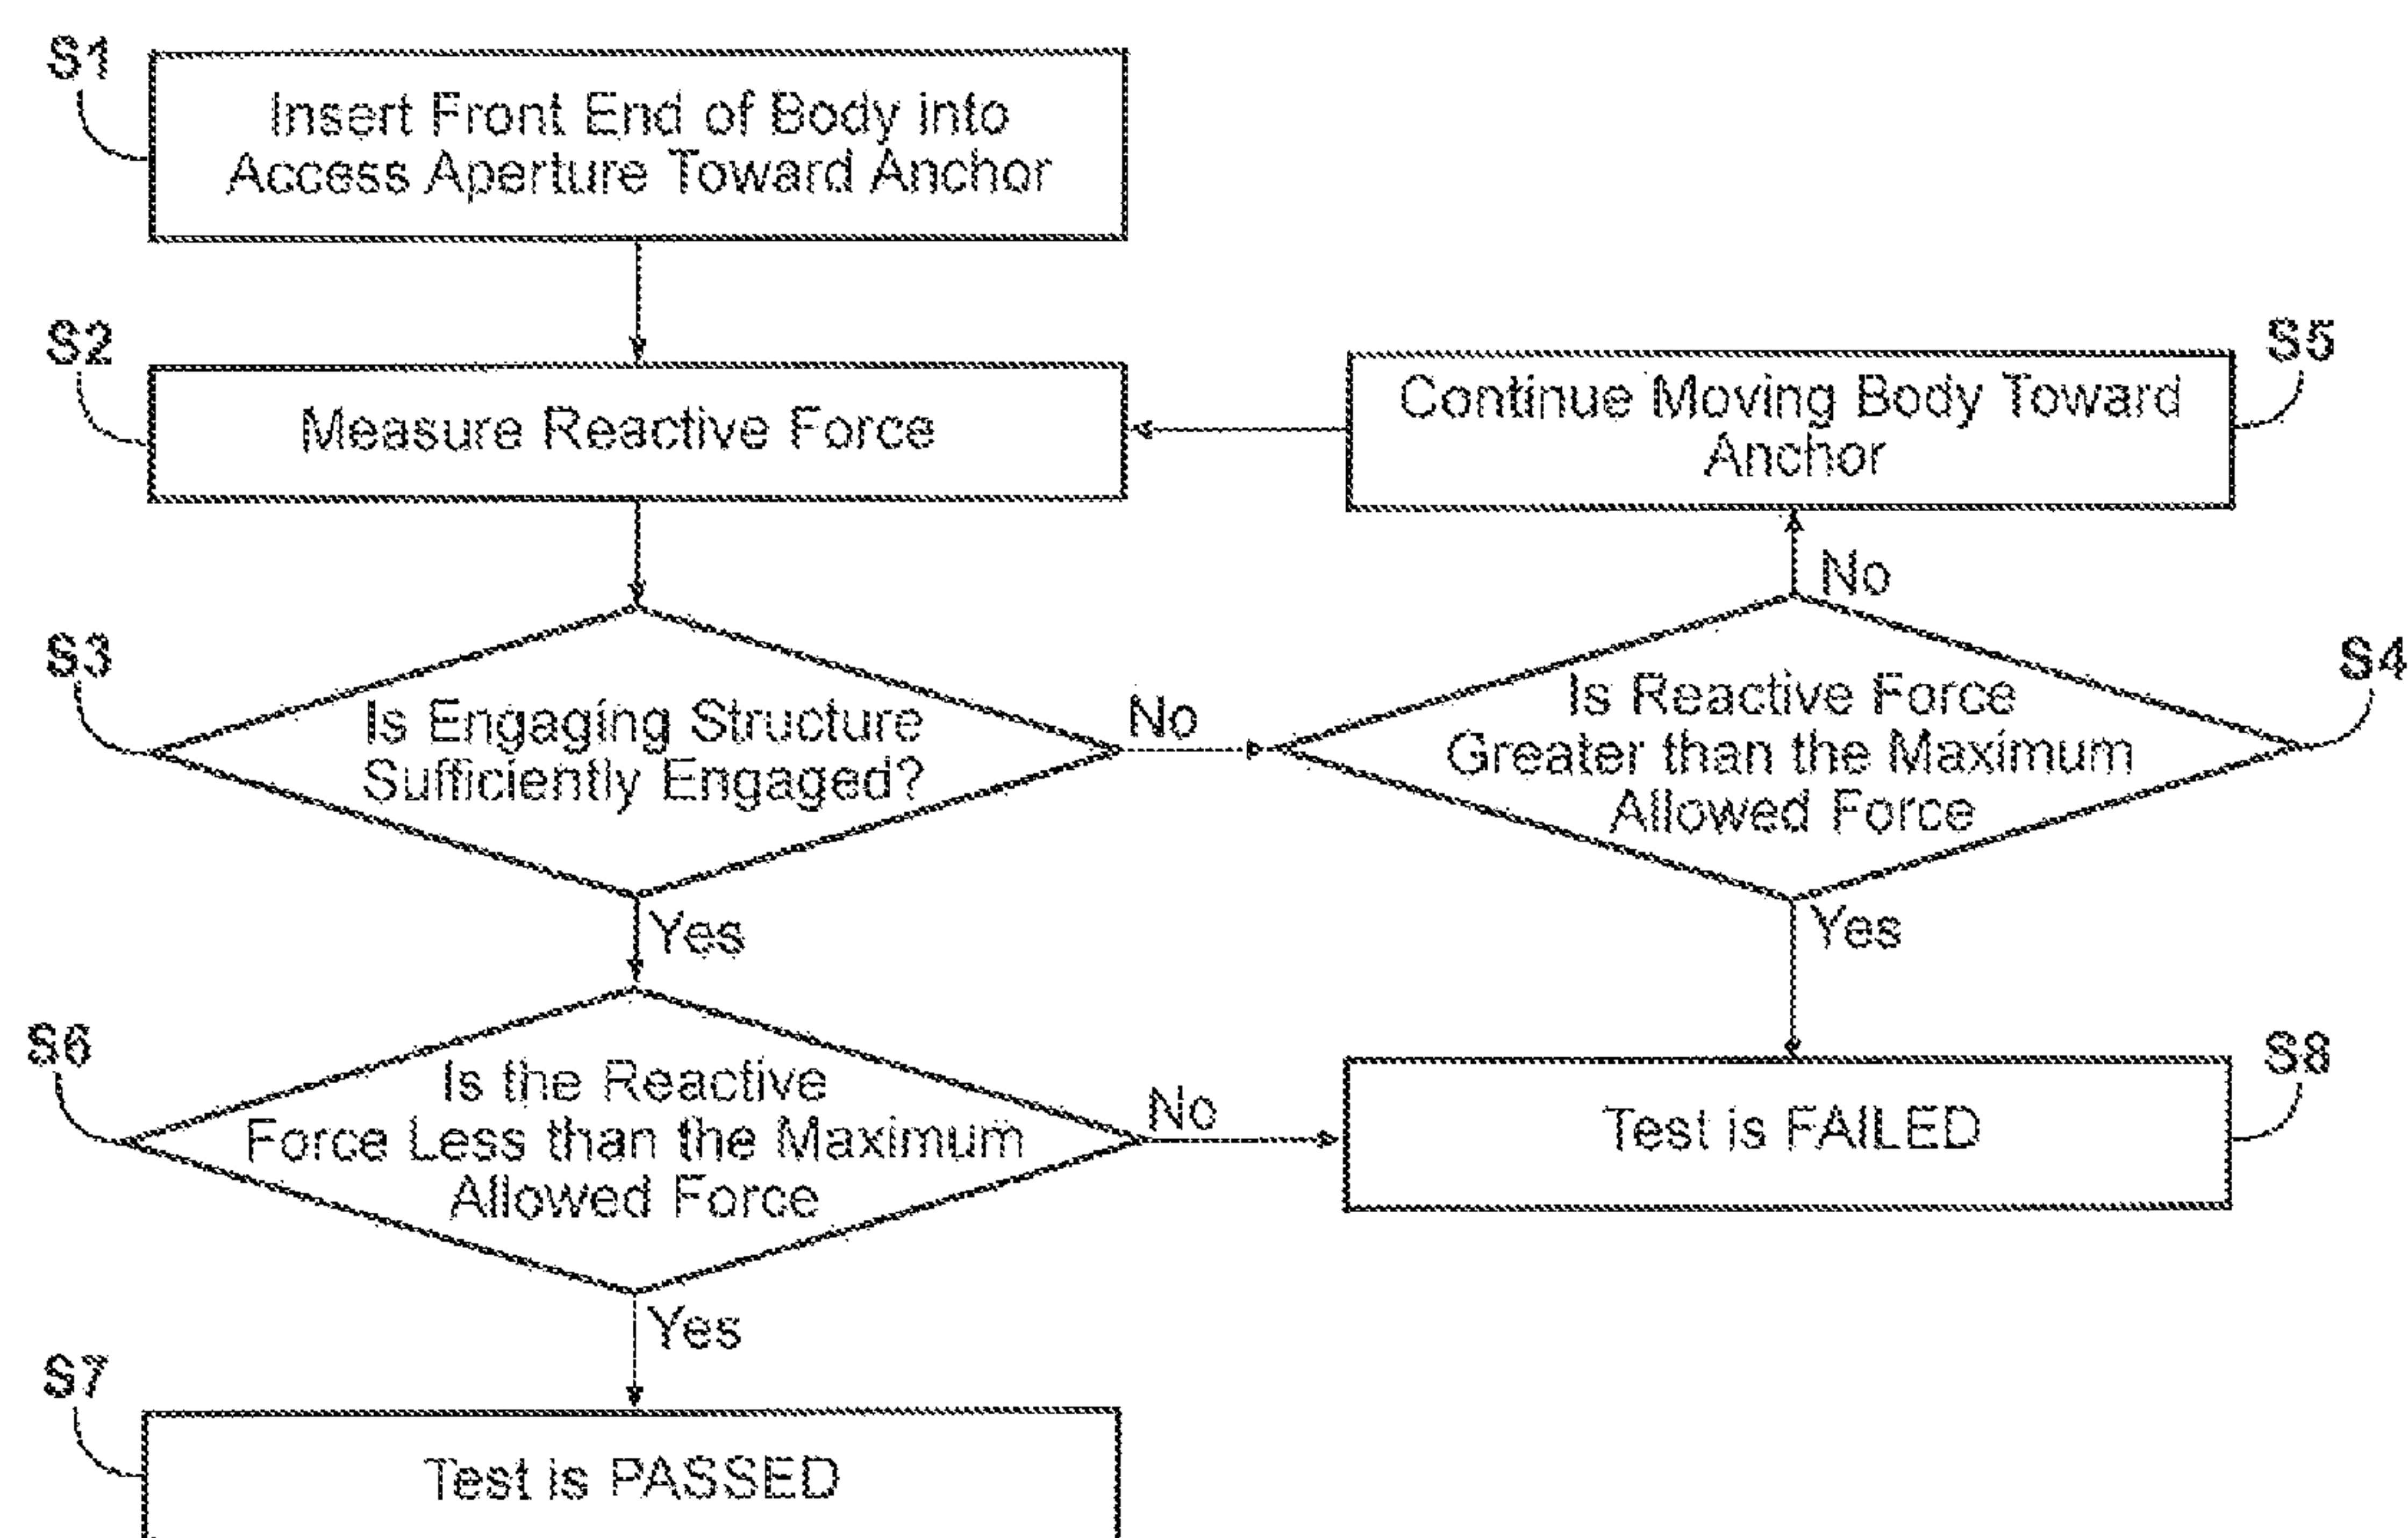 S1
Insert Front End of Body into
Access Aperture Toward Anchor
S2
Measure Reactive Force
S5
Continue Moving Body Toward
Anchor
S3
Is Engaging Structure
Sufficiently Engaged?
No
No
S4
Is Reactive Force
Greater than the Maximum
Allowed Force
Yes
Yes
S6
Is the Reactive
Force Less than the Maximum
Allowed Force
No
S8
Test is FAILED
Yes
S7
Test is PASSED